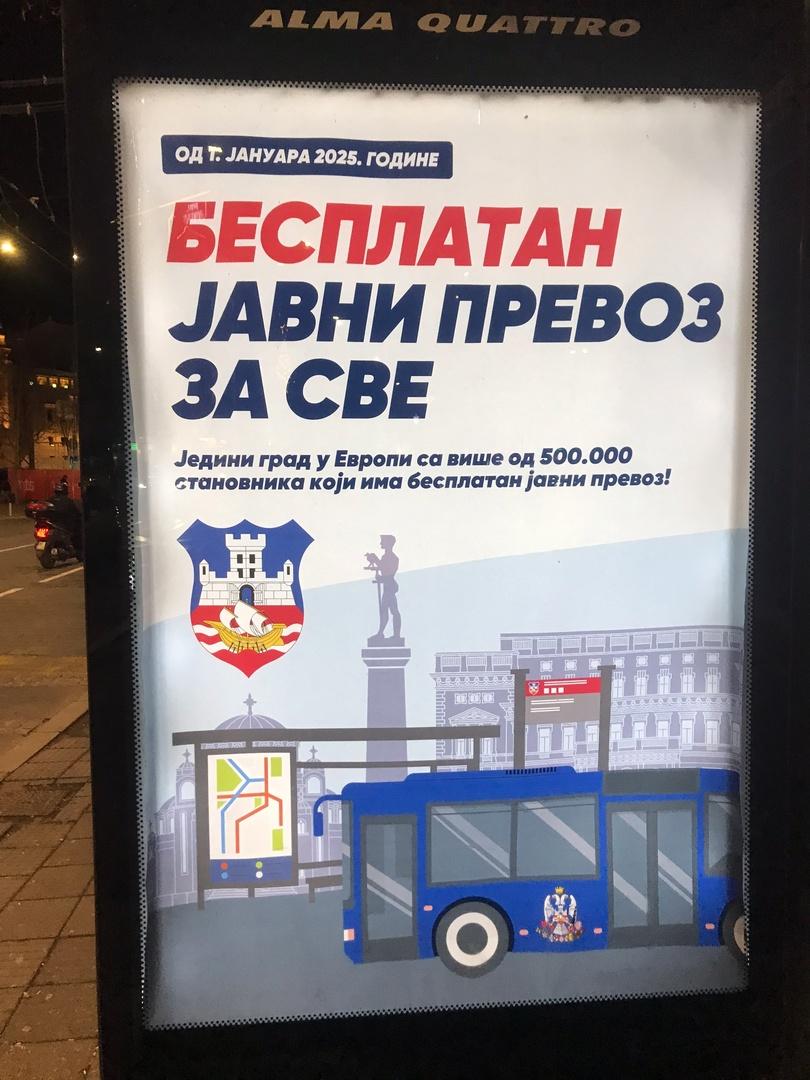 ALMA QUATTRO
ОД 1. ЈАНУАРА 2025. ГОДИНЕ
БЕСПЛАТАН
ЈАВНИ ПРЕВОЗ
ЗА СВЕ
Једини град у Европи са више од 500.000
становника који има бесплатан јавни превоз!